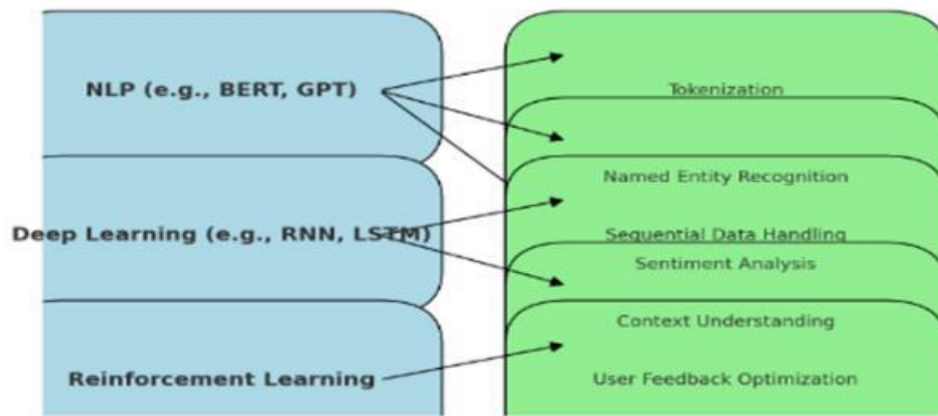 NLP (e.g., BERT, GPT)
Deep Learning (e.g., RNN, LSTM)
Reinforcement Learning
Tokenization
Named Entity Recognition
Sequential Data Handling
Sentiment Analysis
Context Understanding
User Feedback Optimization